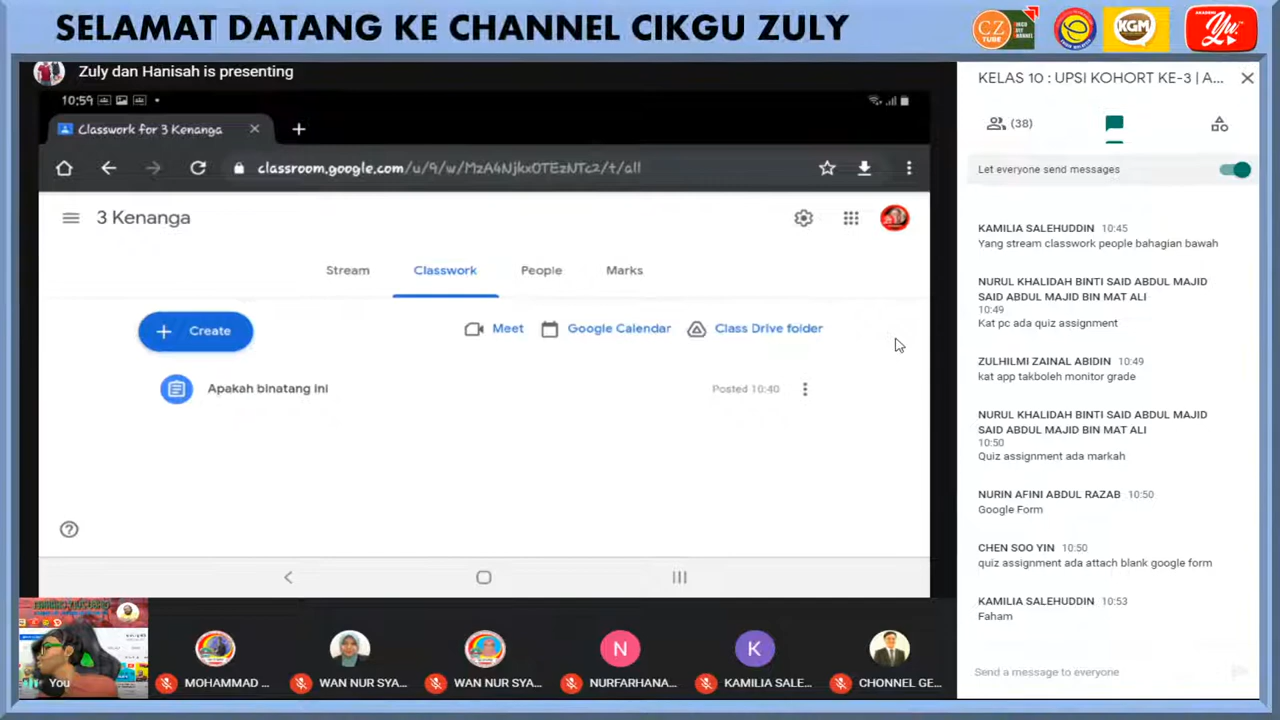 SELAMAT DATANG KE CHANNEL CIKGU ZULY
CZ
TUBE
KGM
Yu
Zuly dan Hanisah is presenting
10:59
Classwork for 3 Kenanga
classroom.google.com/u/9/w/MzA4Njkx0TEzNTc2/t/all
3 Kenanga
Stream Classwork People Marks
Create
Meet Google Calendar Class Drive folder
Apakah binatang ini
Posted 10:40
You
MOHAMMAD ...
WAN NUR SYA...
NURFARHANA...
KAMILIA SALE...
CHONNEL GE...
N
K
KELAS 10 : UPSI KOHORT KE-3 | A...
(38)
Let everyone send messages
KAMILIA SALEHUDDIN 10:45
Yang stream classwork people bahagian bawah
NURUL KHALIDAH BINTI SAID ABDUL MAJID
SAID ABDUL MAJID BIN MAT ALI
10:49
Kat pc ada quiz assignment
ZULHILMI ZAINAL ABIDIN 10:49
kat app takboleh monitor grade
NURUL KHALIDAH BINTI SAID ABDUL MAJID
SAID ABDUL MAJID BIN MAT ALI
10:50
Quiz assignment ada markah
NURIN AFINI ABDUL RAZAB 10:50
Google Form
CHEN SOO YIN 10:50
quiz assignment ada attach blank google form
KAMILIA SALEHUDDIN 10:53
Faham
Send a message to everyone